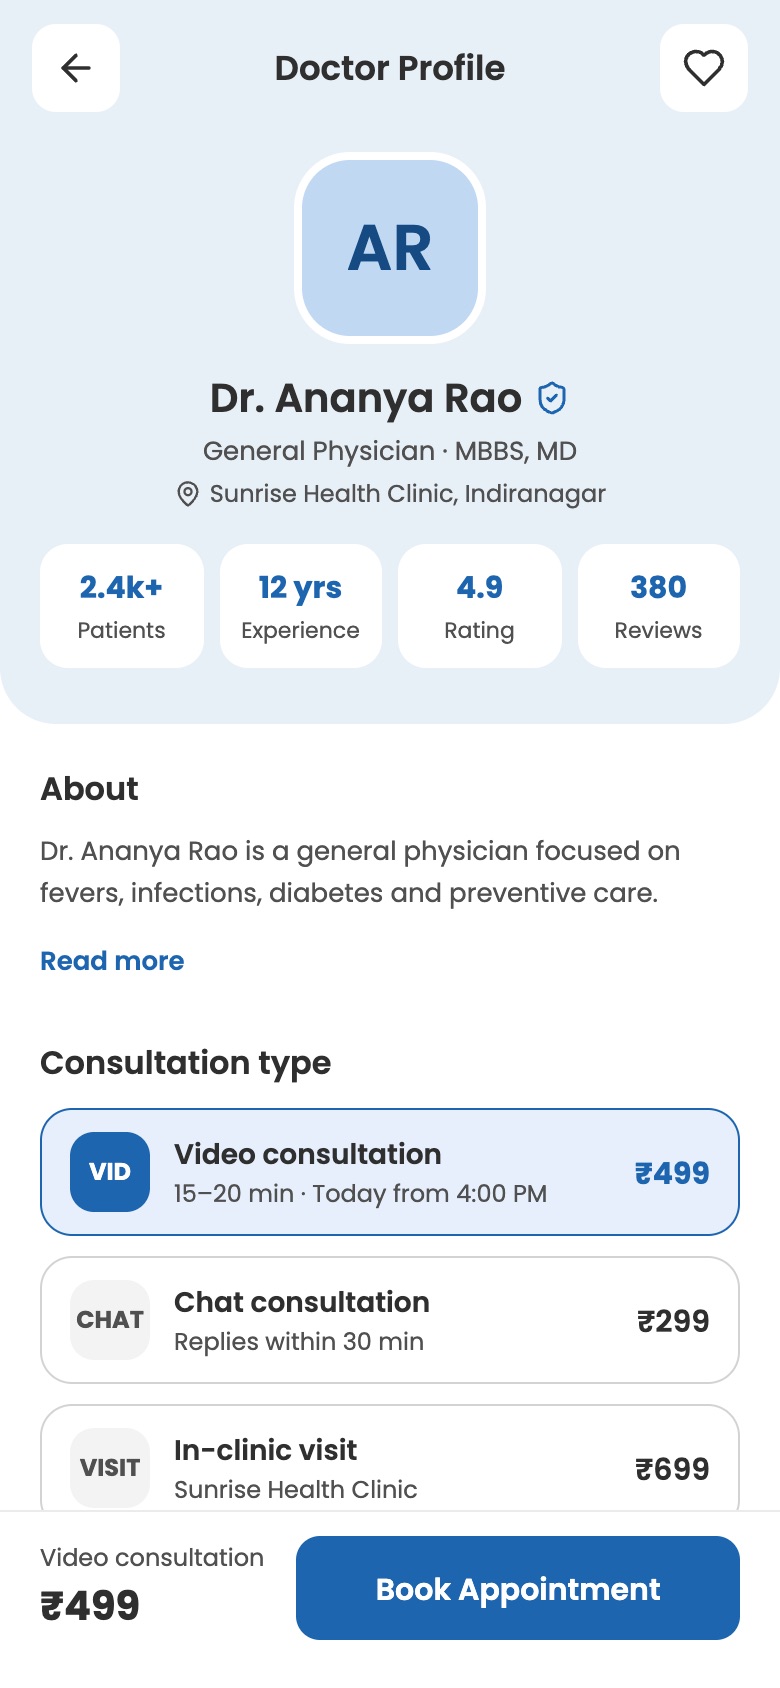 Doctor Profile
AR
Dr. Ananya Rao
General Physician · MBBS, MD
Sunrise Health Clinic, Indiranagar
2.4k+ 12 yrs 4.9 380
Patients Experience Rating Reviews
About
Dr. Ananya Rao is a general physician focused on
fevers, infections, diabetes and preventive care.
Read more
Consultation type
VID
Video consultation
15–20 min · Today from 4:00 PM
₹499
CHAT
Chat consultation
Replies within 30 min
₹299
VISIT
In-clinic visit
Sunrise Health Clinic
₹699
Video consultation
₹499
Book Appointment